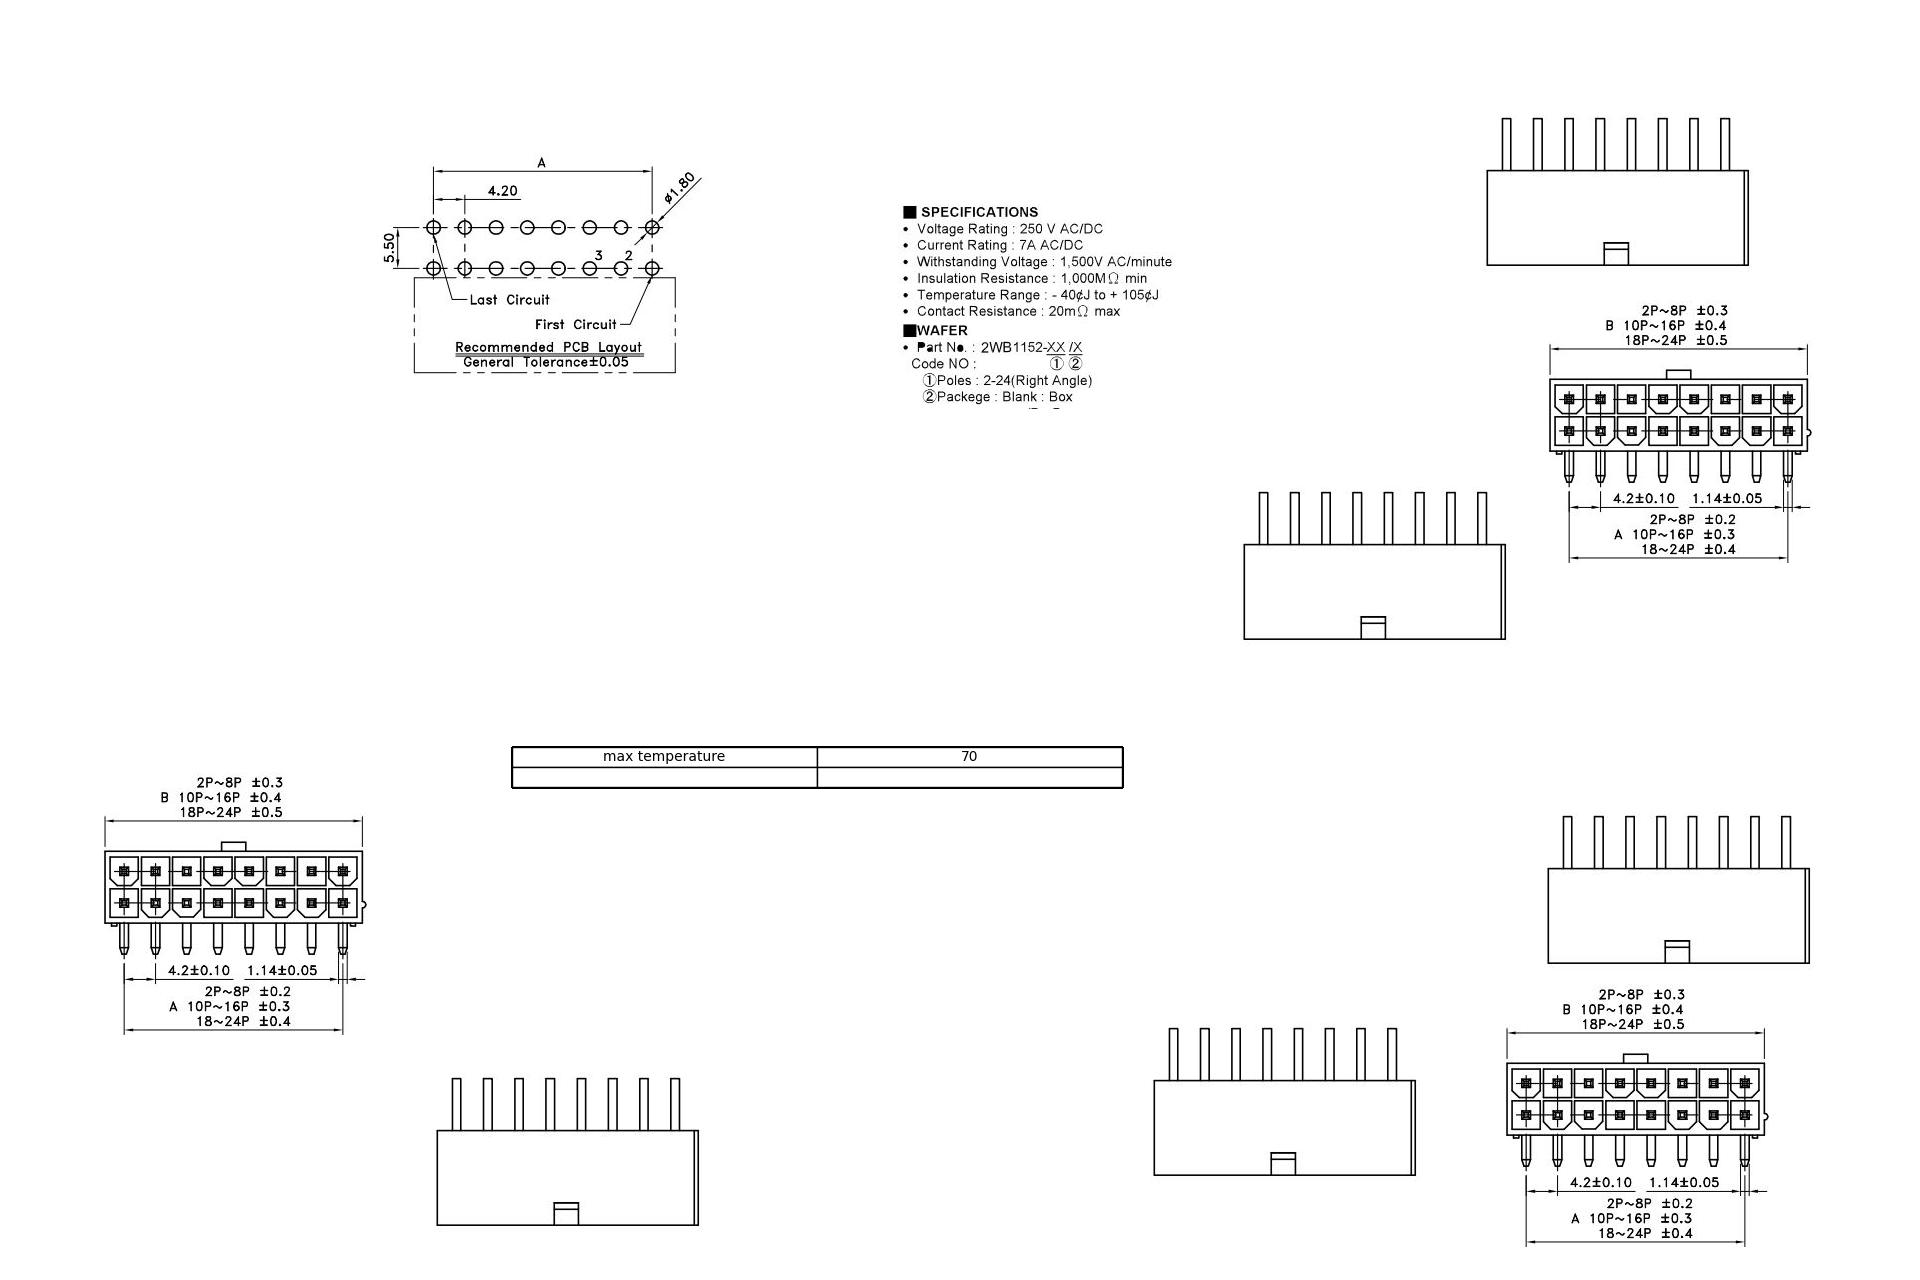 A
4.20
ø1.80
5.50
3 2
Last Circuit
First Circuit
Recommended PCB Layout
General Tolerance±0.05
■ SPECIFICATIONS
• Voltage Rating : 250 V AC/DC
• Current Rating : 7A AC/DC
• Withstanding Voltage : 1,500V AC/minute
• Insulation Resistance : 1,000MΩ min
• Temperature Range : - 40¢J to + 105¢J
• Contact Resistance : 20mΩ max
■WAFER
• Part No. : 2WB1152-XX /X
Code NO : ① ②
①Poles : 2-24(Right Angle)
②Packege : Blank : Box
2P~8P ±0.3
B 10P~16P ±0.4
18P~24P ±0.5
4.2±0.10 1.14±0.05
2P~8P ±0.2
A 10P~16P ±0.3
18~24P ±0.4
max temperature 70
2P~8P ±0.3
B 10P~16P ±0.4
18P~24P ±0.5
4.2±0.10 1.14±0.05
2P~8P ±0.2
A 10P~16P ±0.3
18~24P ±0.4
2P~8P ±0.3
B 10P~16P ±0.4
18P~24P ±0.5
4.2±0.10 1.14±0.05
2P~8P ±0.2
A 10P~16P ±0.3
18~24P ±0.4